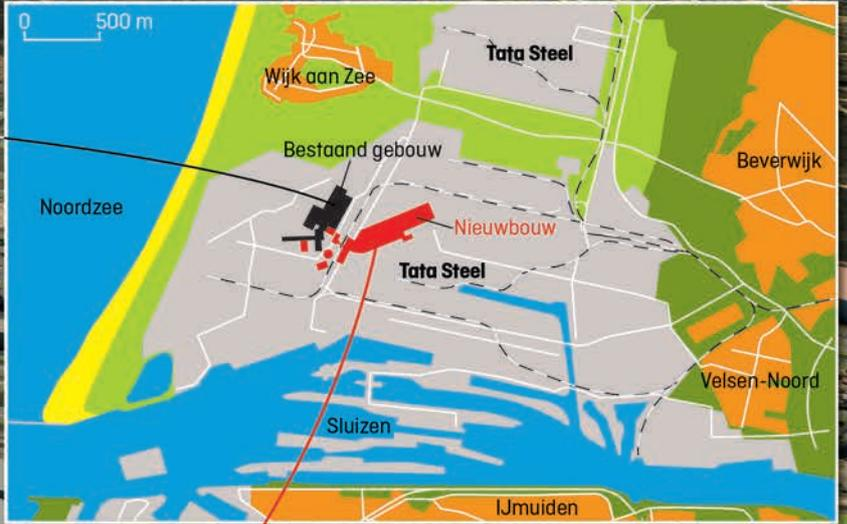 0 500 m
Tata Steel
Wijk aan Zee
Bestaand gebouw
Beverwijk
Noordzee
Nieuwbouw
Tata Steel
Velsen-Noord
Sluizen
IJmuiden